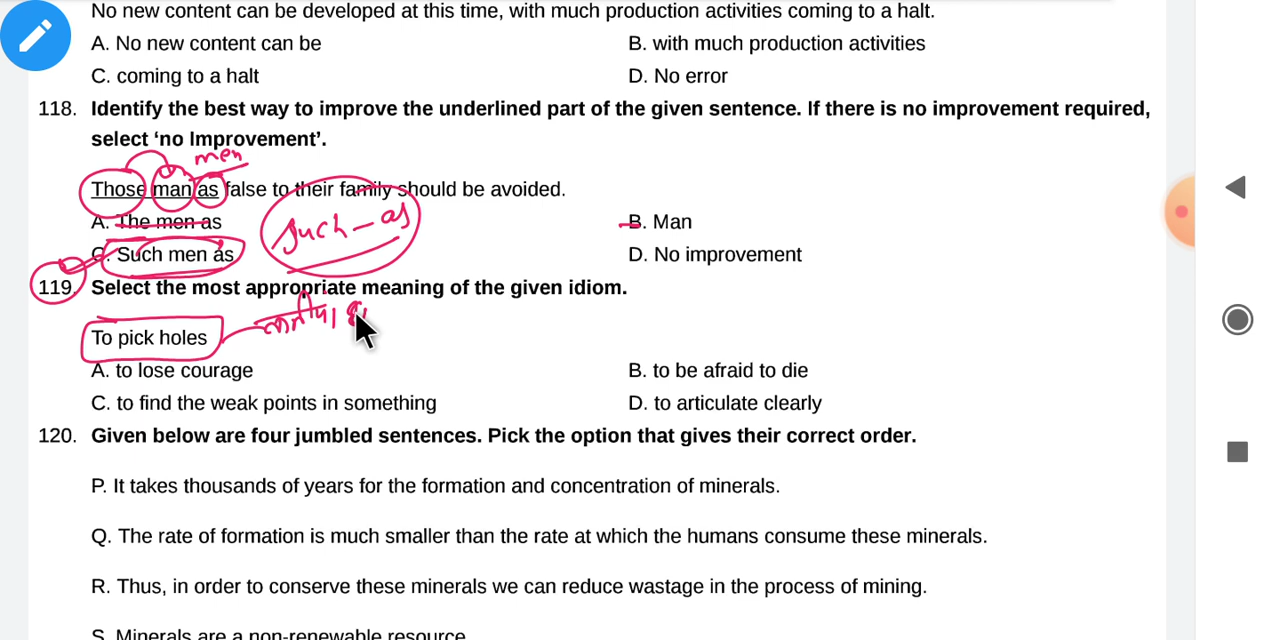 No new content can be developed at this time, with much production activities coming to a halt.
A. No new content can be B. with much production activities
C. coming to a halt D. No error
118. Identify the best way to improve the underlined part of the given sentence. If there is no improvement required,
select ‘no Improvement’.
men
Those man as false to their family should be avoided.
A. The men as B. Man
such – as
C. Such men as D. No improvement
119. Select the most appropriate meaning of the given idiom.
To pick holes
A. to lose courage B. to be afraid to die
C. to find the weak points in something D. to articulate clearly
120. Given below are four jumbled sentences. Pick the option that gives their correct order.
P. It takes thousands of years for the formation and concentration of minerals.
Q. The rate of formation is much smaller than the rate at which the humans consume these minerals.
R. Thus, in order to conserve these minerals we can reduce wastage in the process of mining.
S. Minerals are a non-renewable resource